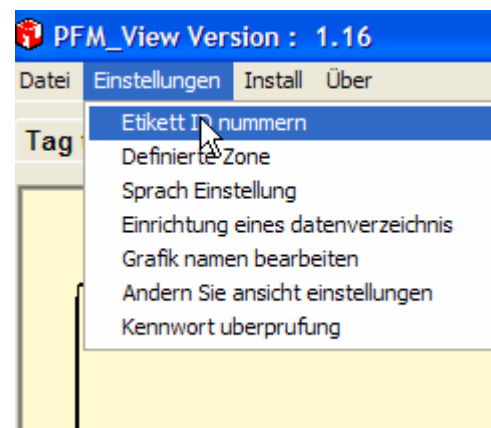 PFM_View Version : 1.16
Datei Einstellungen Install Über
Etikett ID nummern
Tag
Definierte Zone
Sprach Einstellung
Einrichtung eines datenverzeichnis
Grafik namen bearbeiten
Andern Sie ansicht einstellungen
Kennwort uberprufung